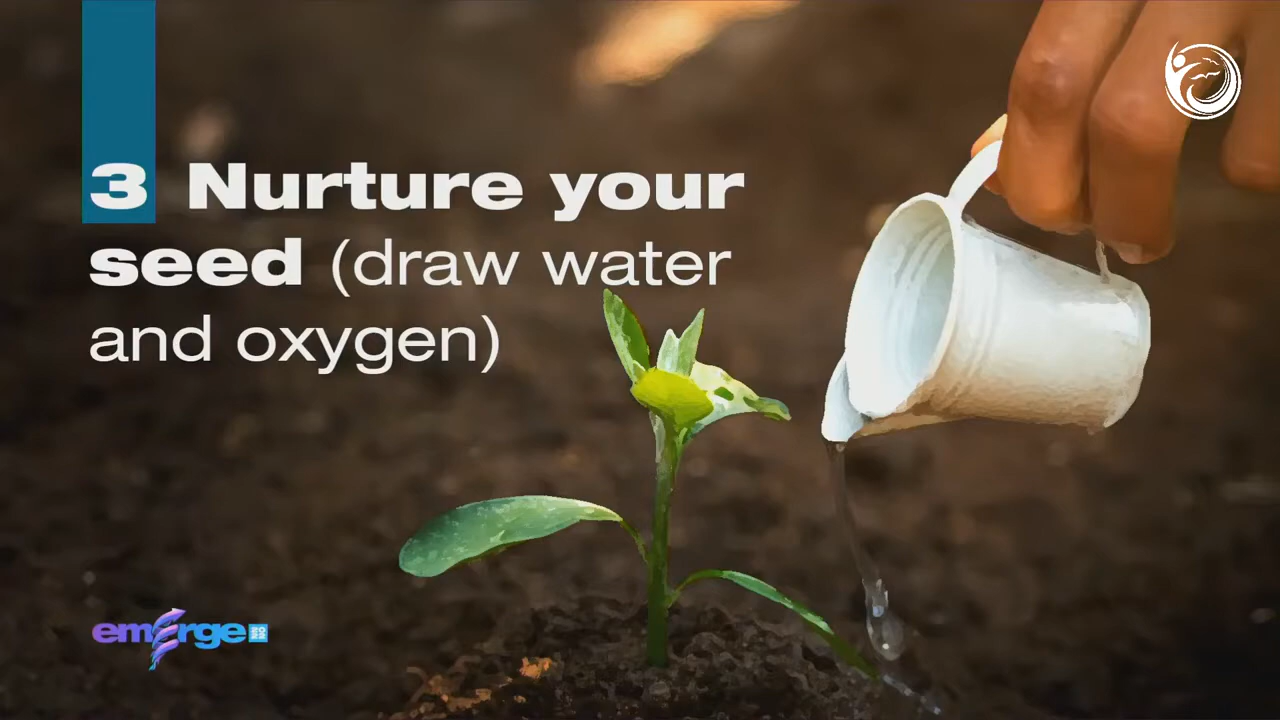 3 Nurture your
seed (draw water
and oxygen)
emerge